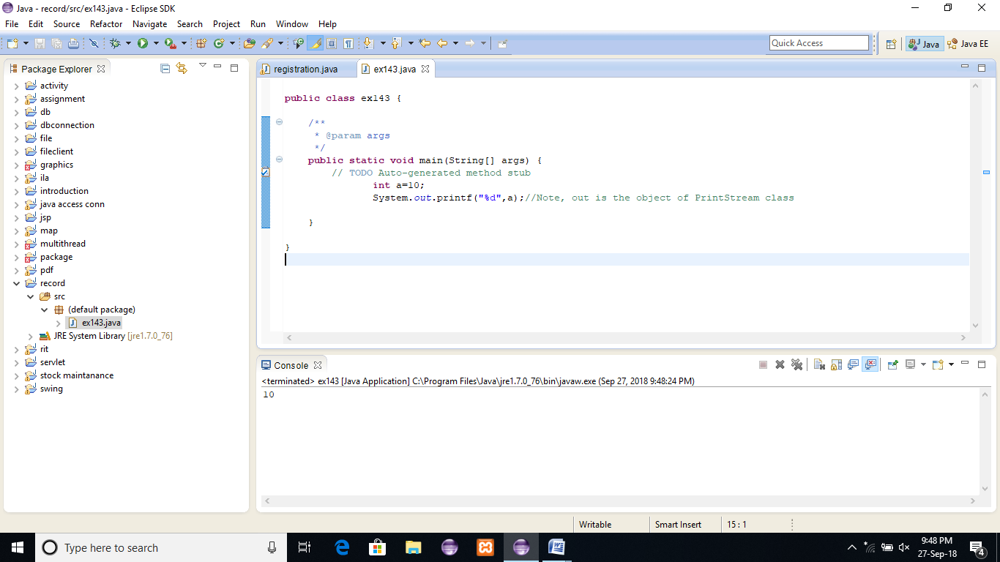 Java - record/src/ex143.java - Eclipse SDK
File Edit Source Refactor Navigate Search Project Run Window Help
Quick Access Java Java EE
Package Explorer
activity
assignment
db
dbconnection
file
fileclient
graphics
ila
introduction
java access conn
jsp
map
multithread
package
pdf
record
src
(default package)
ex143.java
JRE System Library [jre1.7.0_76]
rit
servlet
stock maintanance
swing
registration.java ex143.java
public class ex143 {
/**
* @param args
*/
public static void main(String[] args) {
// TODO Auto-generated method stub
int a=10;
System.out.printf("%d",a);//Note, out is the object of PrintStream class
}
}
Console
<terminated> ex143 [Java Application] C:\Program Files\Java\jre1.7.0_76\bin\javaw.exe (Sep 27, 2018 9:48:24 PM)
10
Writable Smart Insert 15 : 1
Type here to search
9:48 PM
27-Sep-18
4